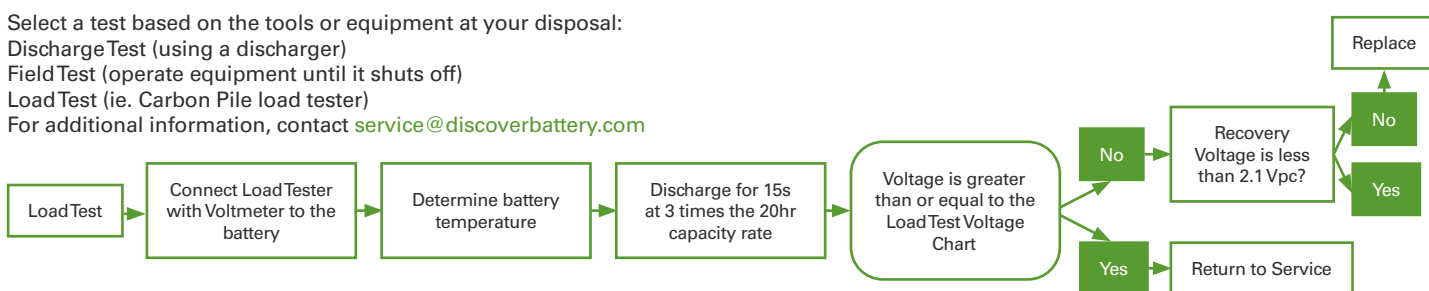 Select a test based on the tools or equipment at your disposal:
Discharge Test (using a discharger)
Field Test (operate equipment until it shuts off)
Load Test (ie. Carbon Pile load tester)
For additional information, contact service@discoverbattery.com
Load Test
Connect Load Tester
with Voltmeter to the
battery
Determine battery
temperature
Discharge for 15s
at 3 times the 20hr
capacity rate
Voltage is greater
than or equal to the
Load Test Voltage
Chart
No
Recovery
Voltage is less
than 2.1 Vpc?
No
Replace
Yes
Yes
Return to Service